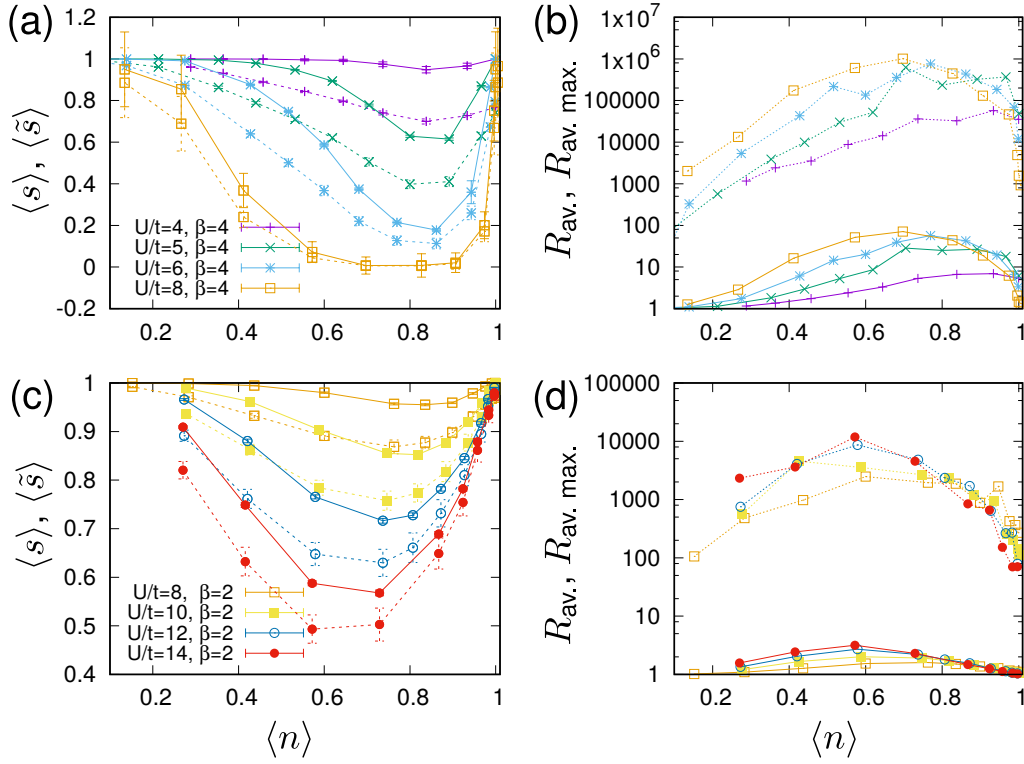 (a)
⟨s⟩, ⟨s̃⟩
1.2
1
0.8
0.6
0.4
0.2
0
-0.2
0.2
0.4
0.6
0.8
1
U/t=4, β=4
U/t=5, β=4
U/t=6, β=4
U/t=8, β=4
(b)
R_av., R_av. max.
1x10^7
1x10^6
100000
10000
1000
100
10
1
0.2
0.4
0.6
0.8
1
(c)
⟨s⟩, ⟨s̃⟩
1
0.9
0.8
0.7
0.6
0.5
0.4
0.2
0.4
0.6
0.8
1
U/t=8, β=2
U/t=10, β=2
U/t=12, β=2
U/t=14, β=2
⟨n⟩
(d)
R_av., R_av. max.
100000
10000
1000
100
10
1
0.2
0.4
0.6
0.8
1
⟨n⟩